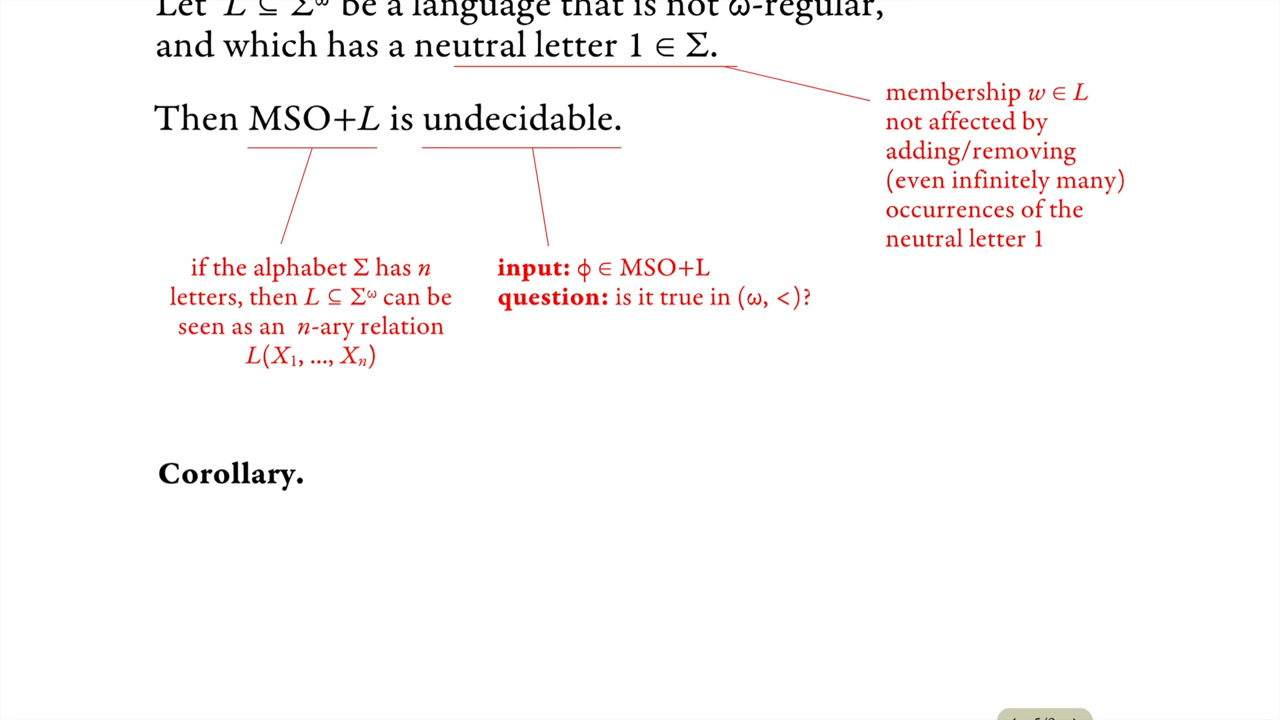 Let L ⊆ Σ^ω be a language that is not ω-regular,
and which has a neutral letter 1 ∈ Σ.
Then MSO+L is undecidable.
membership w ∈ L
not affected by
adding/removing
(even infinitely many)
occurrences of the
neutral letter 1
if the alphabet Σ has n
letters, then L ⊆ Σ^ω can be
seen as an n-ary relation
L(X₁, ..., Xₙ)
input: ϕ ∈ MSO+L
question: is it true in (ω, <)?
Corollary.